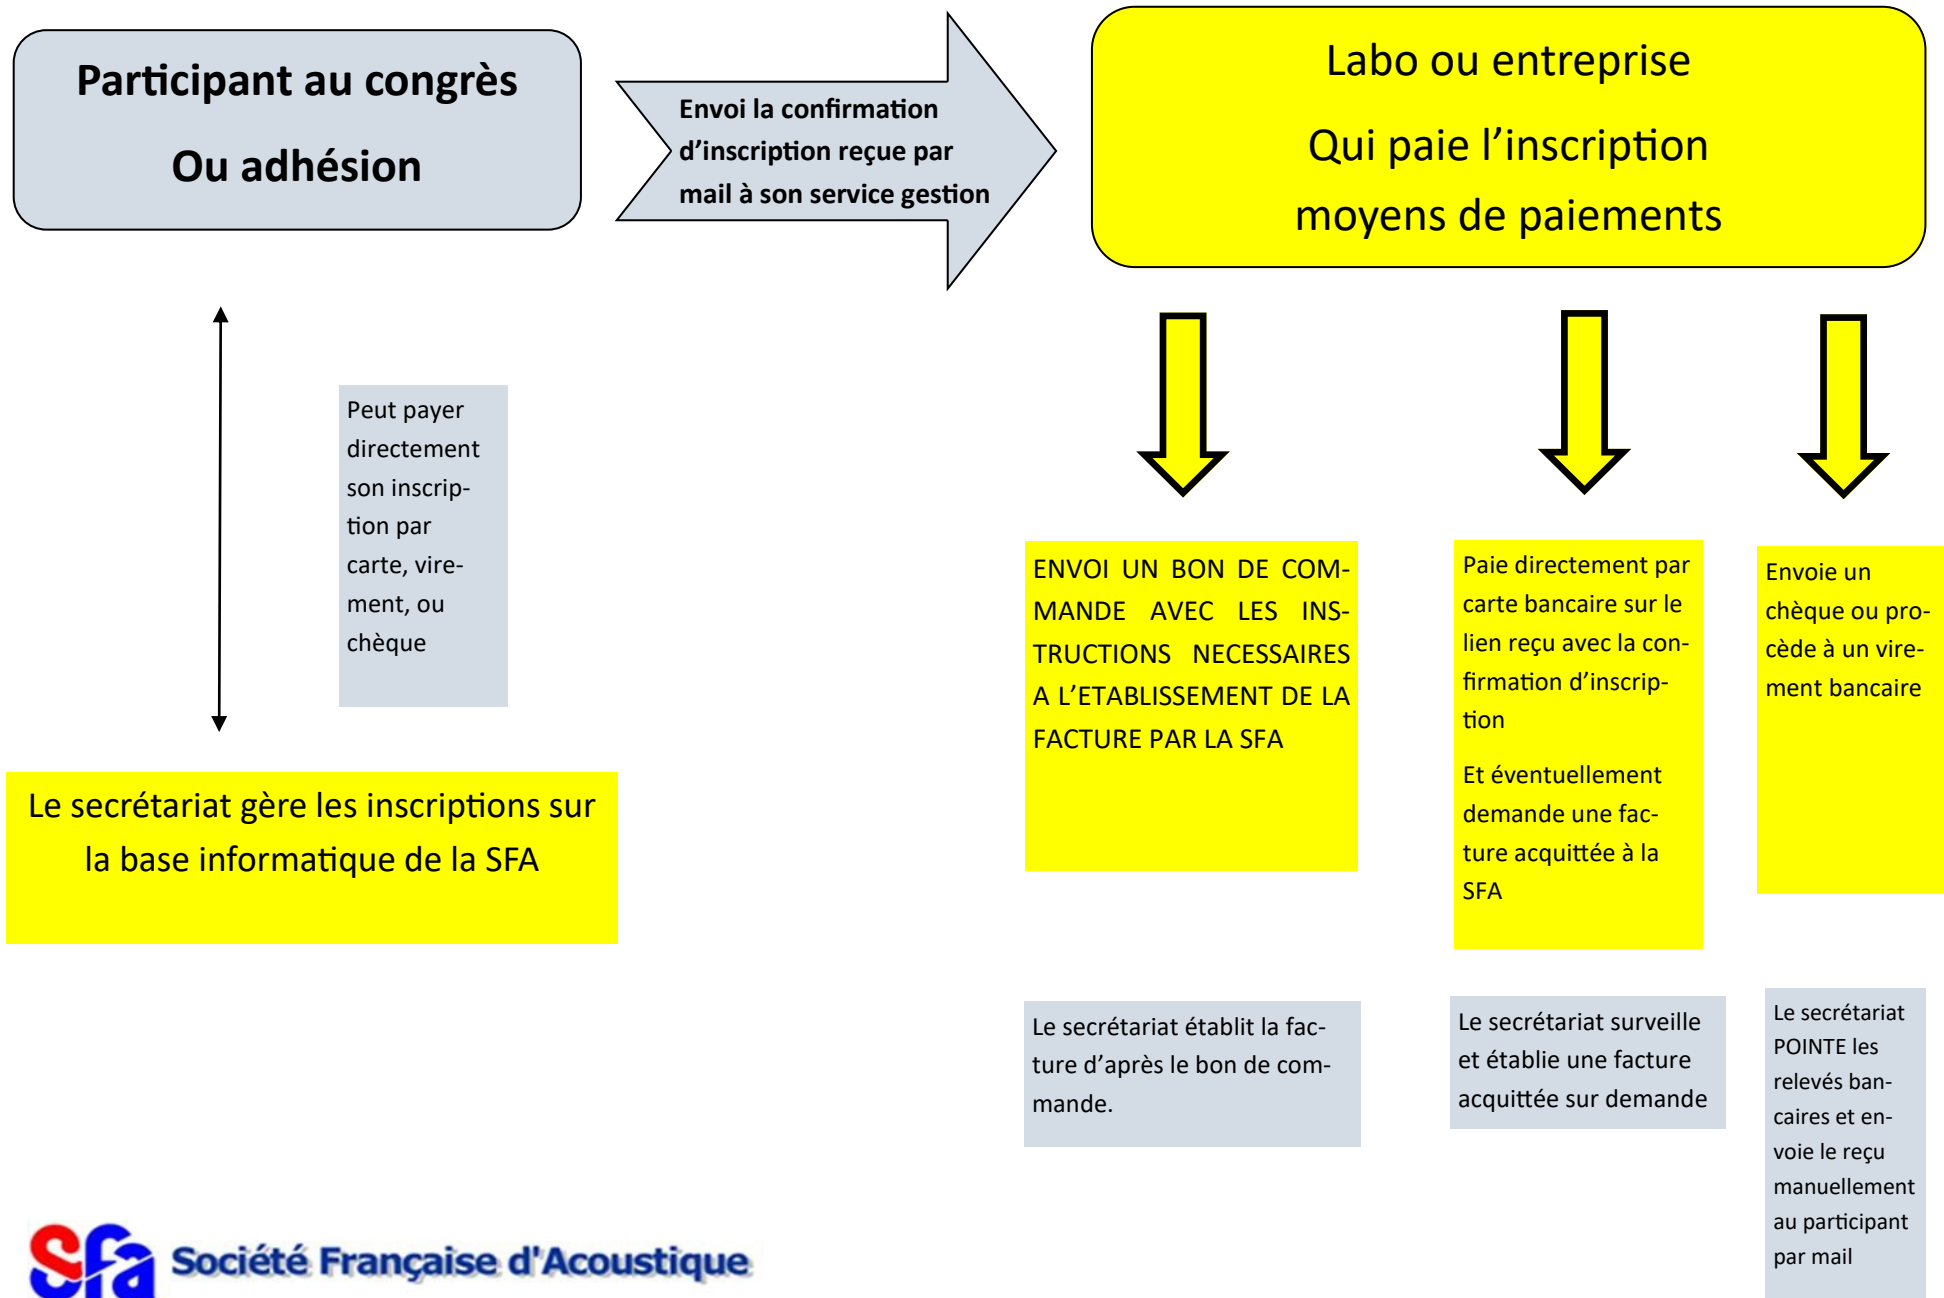 Participant au congrès
Ou adhésion
Envoi la confirmation
d’inscription reçue par
mail à son service gestion
Labo ou entreprise
Qui paie l’inscription
moyens de paiements
Peut payer
directement
son inscrip-
tion par
carte, vire-
ment, ou
chèque
Le secrétariat gère les inscriptions sur
la base informatique de la SFA
ENVOI UN BON DE COM-
MANDE AVEC LES INS-
TRUCTIONS NECESSAIRES
A L’ETABLISSEMENT DE LA
FACTURE PAR LA SFA
Paie directement par
carte bancaire sur le
lien reçu avec la con-
firmation d’inscrip-
tion
Et éventuellement
demande une fac-
ture acquittée à la
SFA
Envoie un
chèque ou pro-
cède à un vire-
ment bancaire
Le secrétariat établit la fac-
ture d’après le bon de com-
mande.
Le secrétariat surveille
et établie une facture
acquittée sur demande
Le secrétariat
POINTE les
relevés ban-
caires et en-
voie le reçu
manuellement
au participant
par mail
sfa Société Française d'Acoustique